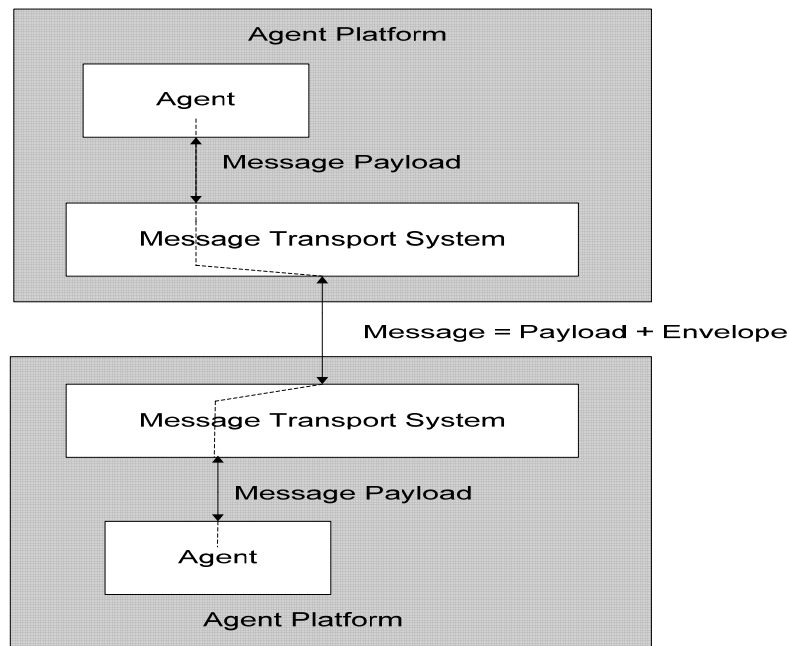 Agent Platform
Agent
Message Payload
Message Transport System
Message = Payload + Envelope
Message Transport System
Message Payload
Agent
Agent Platform